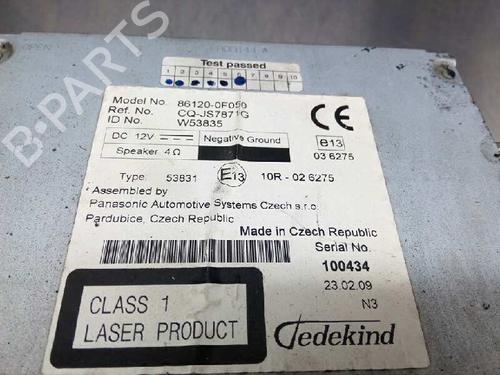 OPEN
Test passed
1 2 3 4 5 6 7 8 9 10
Model No. 86120-0F050
Ref. No. CQ-JS7871G
ID No. W53835
DC 12V Negative Ground
Speaker 4Ω
CE
e13
03 6275
Type 53831 E13 10R-02 6275
Assembled by
Panasonic Automotive Systems Czech s.r.o.
Pardubice, Czech Republic
Made in Czech Republic
Serial No.
100434
23.02.09
N3
CLASS 1
LASER PRODUCT
Tedekind
B-PARTS